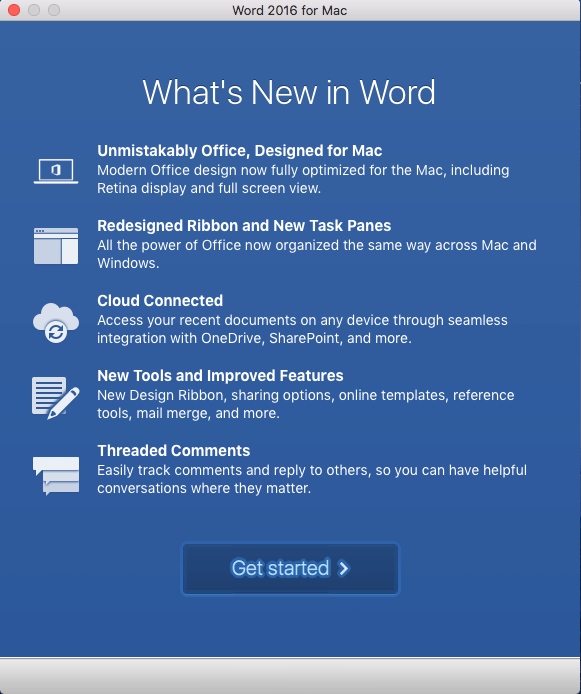 Word 2016 for Mac
What's New in Word
Unmistakably Office, Designed for Mac
Modern Office design now fully optimized for the Mac, including
Retina display and full screen view.
Redesigned Ribbon and New Task Panes
All the power of Office now organized the same way across Mac and
Windows.
Cloud Connected
Access your recent documents on any device through seamless
integration with OneDrive, SharePoint, and more.
New Tools and Improved Features
New Design Ribbon, sharing options, online templates, reference
tools, mail merge, and more.
Threaded Comments
Easily track comments and reply to others, so you can have helpful
conversations where they matter.
Get started